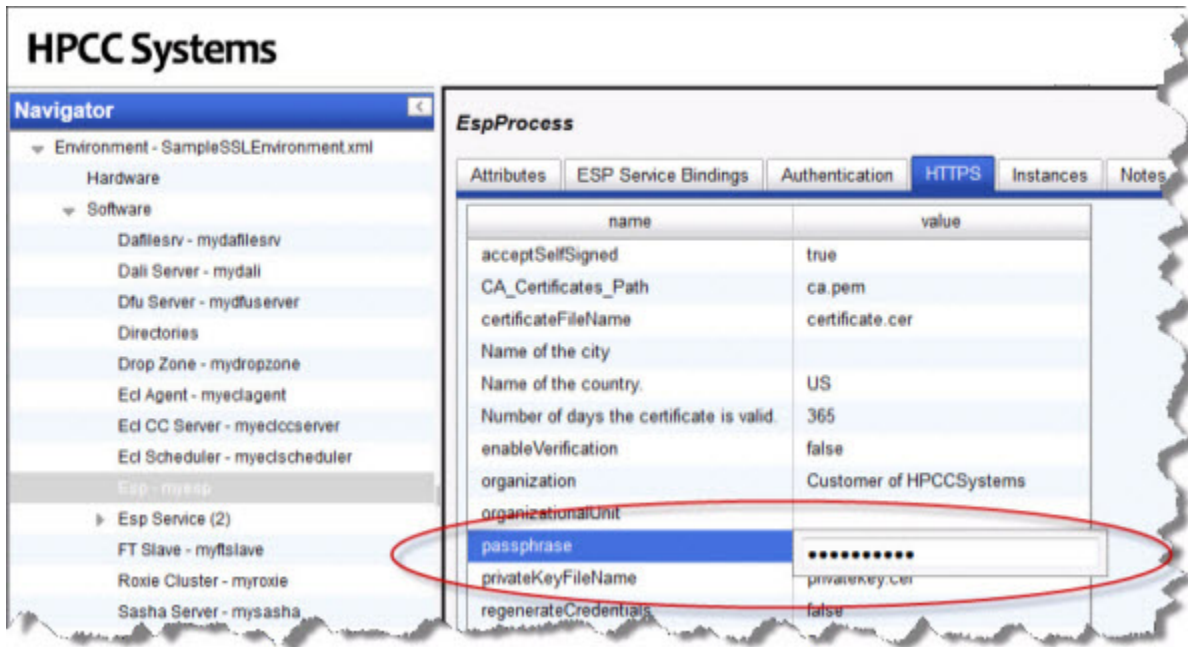 HPCC Systems
Navigator
Environment - SampleSSLEnvironment.xml
Hardware
Software
Dafilesrv - mydafilesrv
Dali Server - mydali
Dfu Server - mydfuserver
Directories
Drop Zone - mydropzone
Ecl Agent - myeclagent
Ecl CC Server - myeclccserver
Ecl Scheduler - myeclscheduler
Esp - myesp
Esp Service (2)
FT Slave - myftslave
Roxie Cluster - myroxie
Sasha Server - mysasha
EspProcess
Attributes ESP Service Bindings Authentication HTTPS Instances Notes
name value
acceptSelfSigned true
CA_Certificates_Path ca.pem
certificateFileName certificate.cer
Name of the city
Name of the country. US
Number of days the certificate is valid. 365
enableVerification false
organization Customer of HPCCSystems
organizationalUnit
passphrase ••••••••••
privateKeyFileName privatekey.cer
regenerateCredentials false